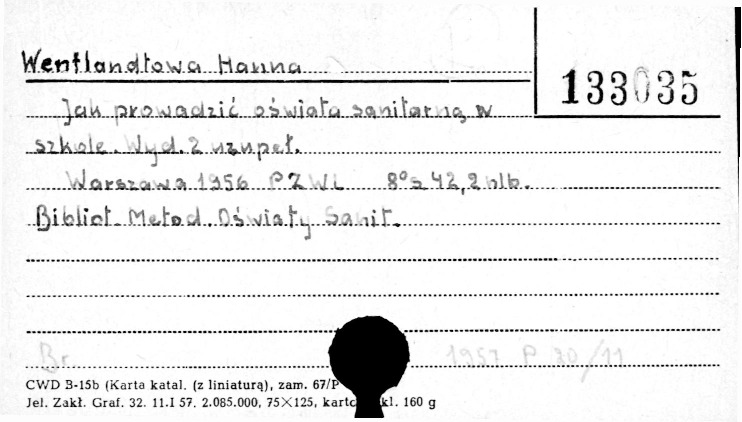 Wentlandtowa Hanna
133035
Jak prowadzić oświatę sanitarną w
szkole. Wyd. 2 uzupeł.
Warszawa 1956 PZWL 8° s 42, 2 nlb.
Bibliot. Metod. Oświaty Sanit.
Br. 1957 P 30/11
CWD B-15b (Karta katal. (z liniaturą), zam. 67/P
Jel. Zakł. Graf. 32. 11.I 57. 2.085.000, 75×125, karto kl. 160 g